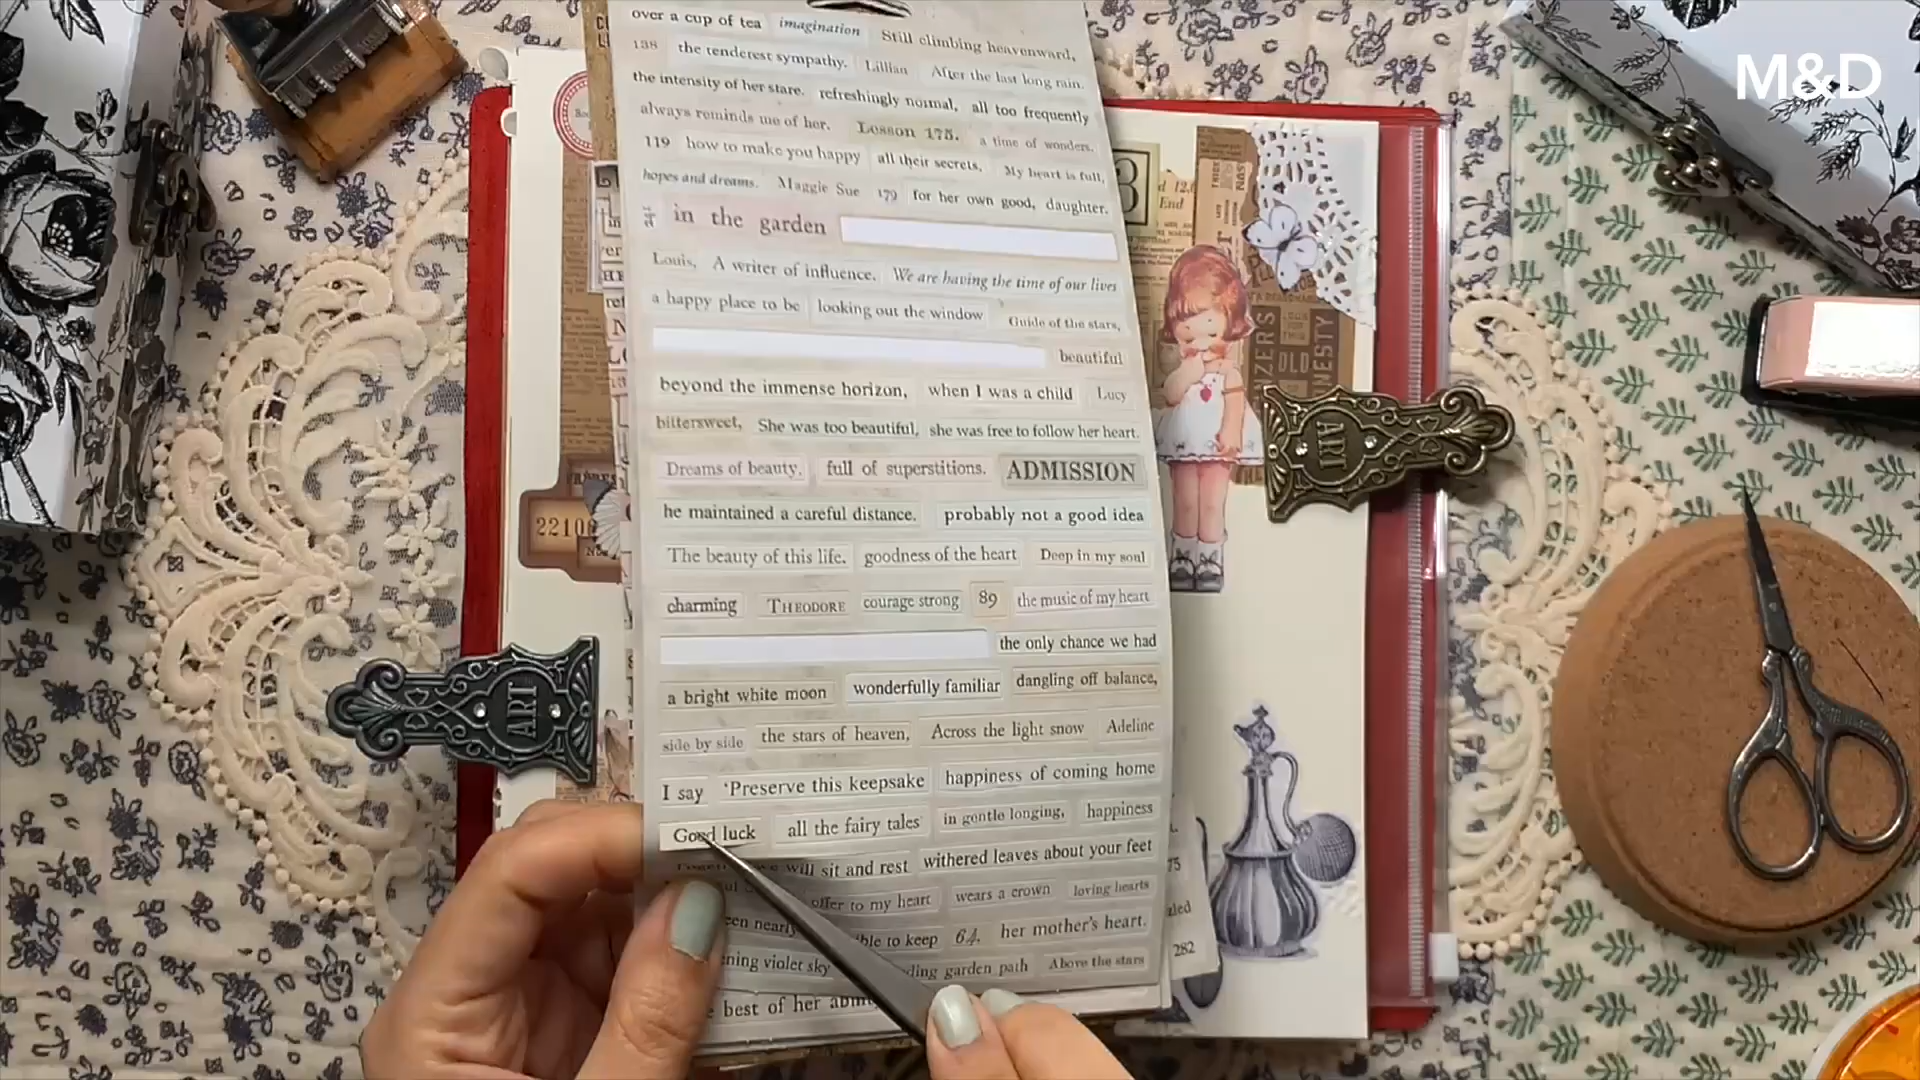 over a cup of tea imagination Still climbing heavenward,
138 the tenderest sympathy. Lillian After the last long rain.
the intensity of her stare. refreshingly normal, all too frequently
always reminds me of her. Lesson 175. a time of wonders.
119 how to make you happy all their secrets, My heart is full,
hopes and dreams. Maggie Sue 179 for her own good, daughter.
in the garden
Louis, A writer of influence. We are having the time of our lives
a happy place to be looking out the window Guide of the stars,
beautiful
beyond the immense horizon, when I was a child Lucy
bittersweet, She was too beautiful, she was free to follow her heart.
Dreams of beauty, full of superstitions. ADMISSION
he maintained a careful distance. probably not a good idea
The beauty of this life. goodness of the heart Deep in my soul
charming THEODORE courage strong 89 the music of my heart
the only chance we had
a bright white moon wonderfully familiar dangling off balance,
side by side the stars of heaven, Across the light snow Adeline
I say 'Preserve this keepsake happiness of coming home
Good luck all the fairy tales in gentle longing, happiness
will sit and rest withered leaves about your feet
offer to my heart wears a crown loving hearts
to keep 64. her mother's heart.
violet sky garden path Above the stars
best of her
M&D
End
OLD
ART
ART
282